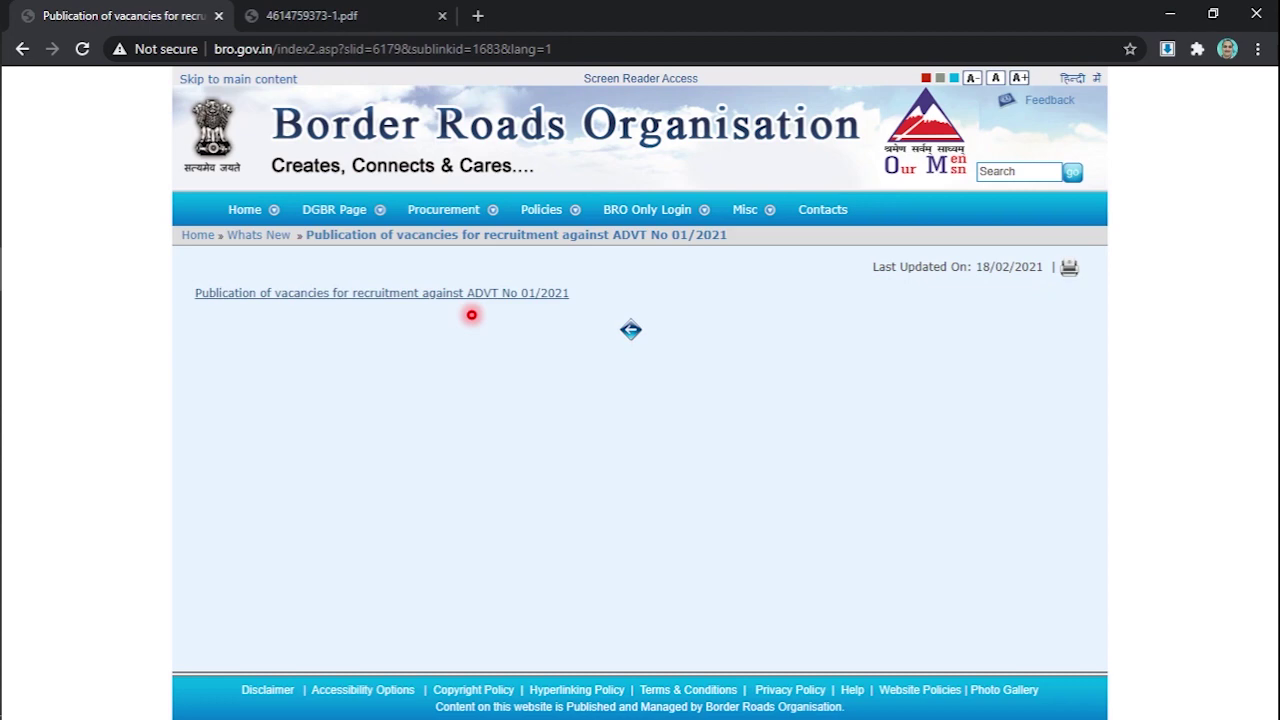 Publication of vacancies for recru
4614759373-1.pdf
Not secure | bro.gov.in/index2.asp?slid=6179&sublinkid=1683&lang=1
Skip to main content
Screen Reader Access
A- A A+
हिन्दी में
सत्यमेव जयते
Border Roads Organisation
Creates, Connects & Cares....
Feedback
श्रमेण सर्वम् साध्यम्
Our Men Msn
Search go
Home DGBR Page Procurement Policies BRO Only Login Misc Contacts
Home » Whats New » Publication of vacancies for recruitment against ADVT No 01/2021
Last Updated On: 18/02/2021 |
Publication of vacancies for recruitment against ADVT No 01/2021
Disclaimer | Accessibility Options | Copyright Policy | Hyperlinking Policy | Terms & Conditions | Privacy Policy | Help | Website Policies | Photo Gallery
Content on this website is Published and Managed by Border Roads Organisation.